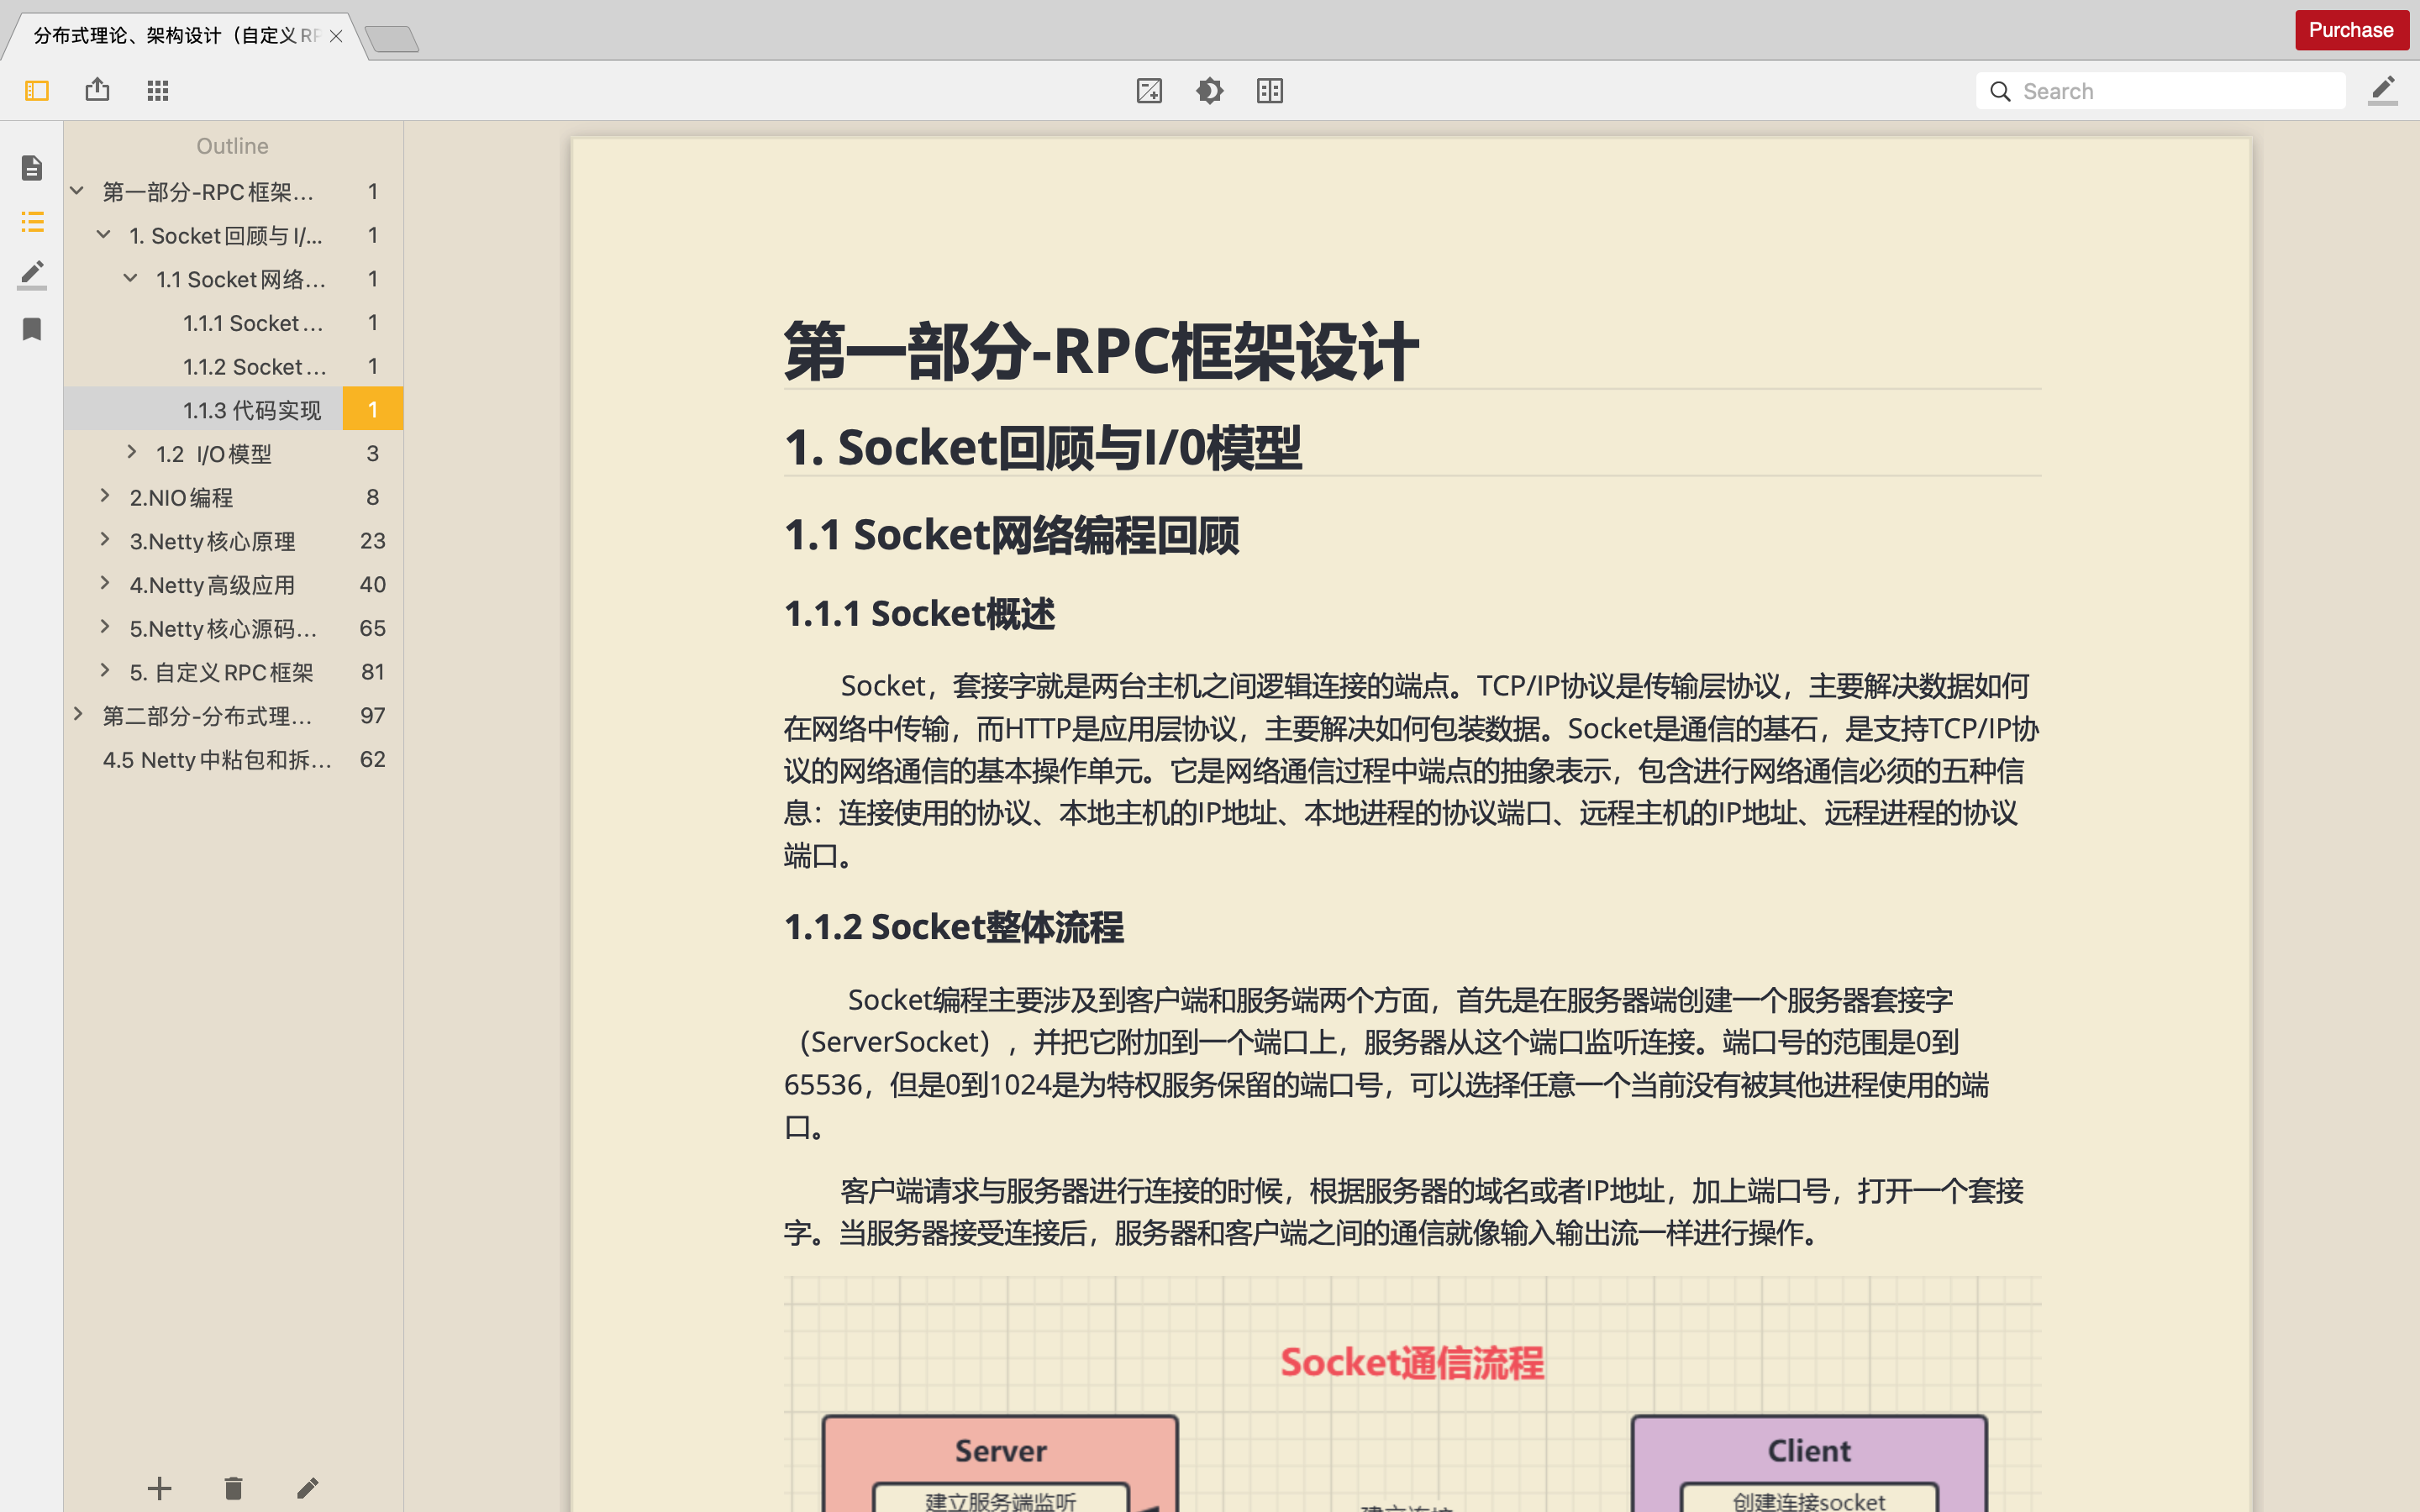 分布式理论、架构设计（自定义RP
Purchase
Search
Outline
第一部分-RPC框架... 1
1. Socket回顾与I/... 1
1.1 Socket网络... 1
1.1.1 Socket... 1
1.1.2 Socket... 1
1.1.3 代码实现 1
1.2 I/O模型 3
2.NIO编程 8
3.Netty核心原理 23
4.Netty高级应用 40
5.Netty核心源码... 65
5. 自定义RPC框架 81
第二部分-分布式理... 97
4.5 Netty中粘包和拆... 62
第一部分-RPC框架设计
1. Socket回顾与I/0模型
1.1 Socket网络编程回顾
1.1.1 Socket概述
Socket，套接字就是两台主机之间逻辑连接的端点。TCP/IP协议是传输层协议，主要解决数据如何
在网络中传输，而HTTP是应用层协议，主要解决如何包装数据。Socket是通信的基石，是支持TCP/IP协
议的网络通信的基本操作单元。它是网络通信过程中端点的抽象表示，包含进行网络通信必须的五种信
息：连接使用的协议、本地主机的IP地址、本地进程的协议端口、远程主机的IP地址、远程进程的协议
端口。
1.1.2 Socket整体流程
Socket编程主要涉及到客户端和服务端两个方面，首先是在服务器端创建一个服务器套接字
（ServerSocket），并把它附加到一个端口上，服务器从这个端口监听连接。端口号的范围是0到
65536，但是0到1024是为特权服务保留的端口号，可以选择任意一个当前没有被其他进程使用的端
口。
客户端请求与服务器进行连接的时候，根据服务器的域名或者IP地址，加上端口号，打开一个套接
字。当服务器接受连接后，服务器和客户端之间的通信就像输入输出流一样进行操作。
Socket通信流程
Server
Client
建立服务端监听
创建连接socket